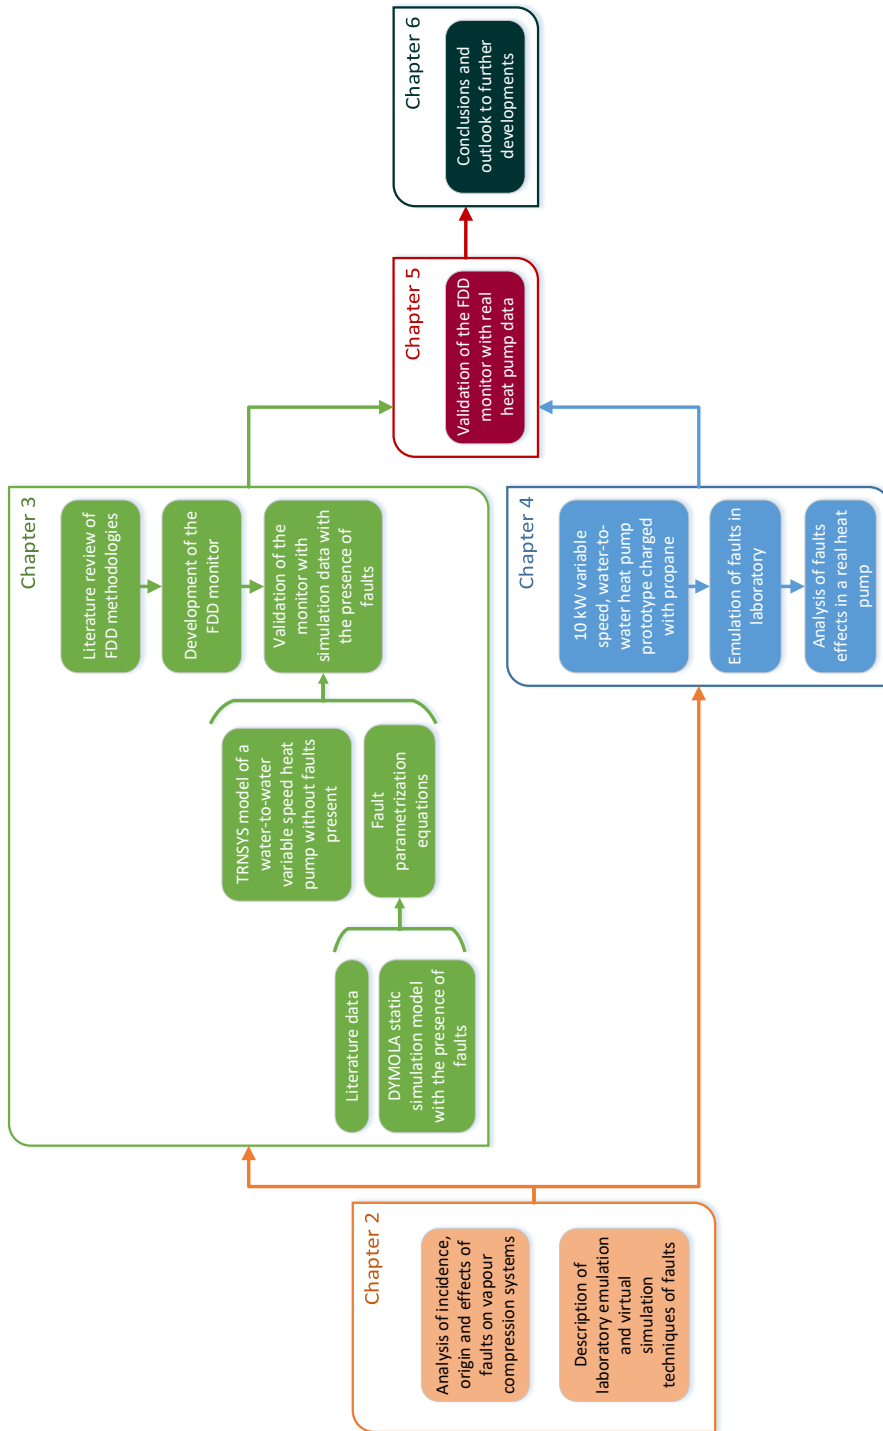 Chapter 2
Analysis of incidence,
origin and effects of
faults on vapour
compression systems
Description of
laboratory emulation
and virtual
simulation
techniques of faults
Chapter 3
Literature review of
FDD methodologies
Development of the
FDD monitor
Validation of the
monitor with
simulation data with
the presence of
faults
TRNSYS model of a
water-to-water
variable speed heat
pump without faults
present
Fault
parametrization
equations
Literature data
DYMOLA static
simulation model
with the presence of
faults
Chapter 4
10 kW variable
speed, water-to-
water heat pump
prototype charged
with propane
Emulation of faults in
laboratory
Analysis of faults
effects in a real heat
pump
Chapter 5
Validation of the FDD
monitor with real
heat pump data
Chapter 6
Conclusions and
outlook to further
developments